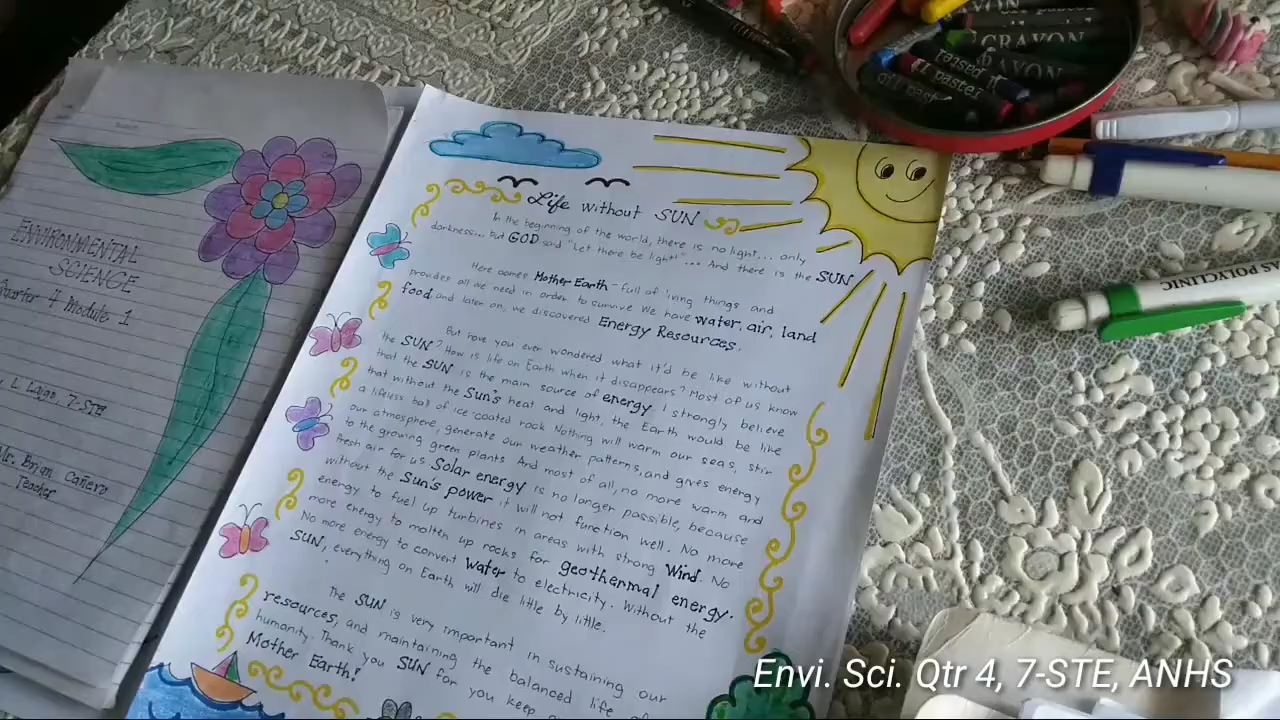 ENVIRONMENTAL
SCIENCE
Quarter 4 Module 1
7-STE
Mr. Brian Cañero
Teacher
Life without SUN
In the beginning of the world, there is no light... only
darkness... but GOD said "Let there be light!"... And there is the SUN
Here comes Mother Earth - full of living things and
provides all we need in order to survive. We have water, air, land
food, and later on, we discovered Energy Resources.
But have you ever wondered what it'd be like without
the SUN? How is life on Earth when it disappears? Most of us know
that the SUN is the main source of energy. I strongly believe
that without the Sun's heat and light, the Earth would be like
a lifeless ball of ice coated rock. Nothing will warm our seas, stir
our atmosphere, generate our weather patterns, and gives energy
to the growing green plants. And most of all, no more warm and
fresh air for us. Solar energy is no longer possible, because
without the Sun's power it will not function well. No more
energy to fuel up turbines in areas with strong Wind. No
more energy to molten up rocks for geothermal energy.
No more energy to convert Water to electricity. Without the
SUN, everything on Earth will die little by little.
The SUN is very important in sustaining our
resources, and maintaining the balanced life of
humanity. Thank you SUN for you keep
Mother Earth!
CRAYON
CRAYON
oil pastel
oil past
AS POLYCLINIC
Envi. Sci. Qtr 4, 7-STE, ANHS